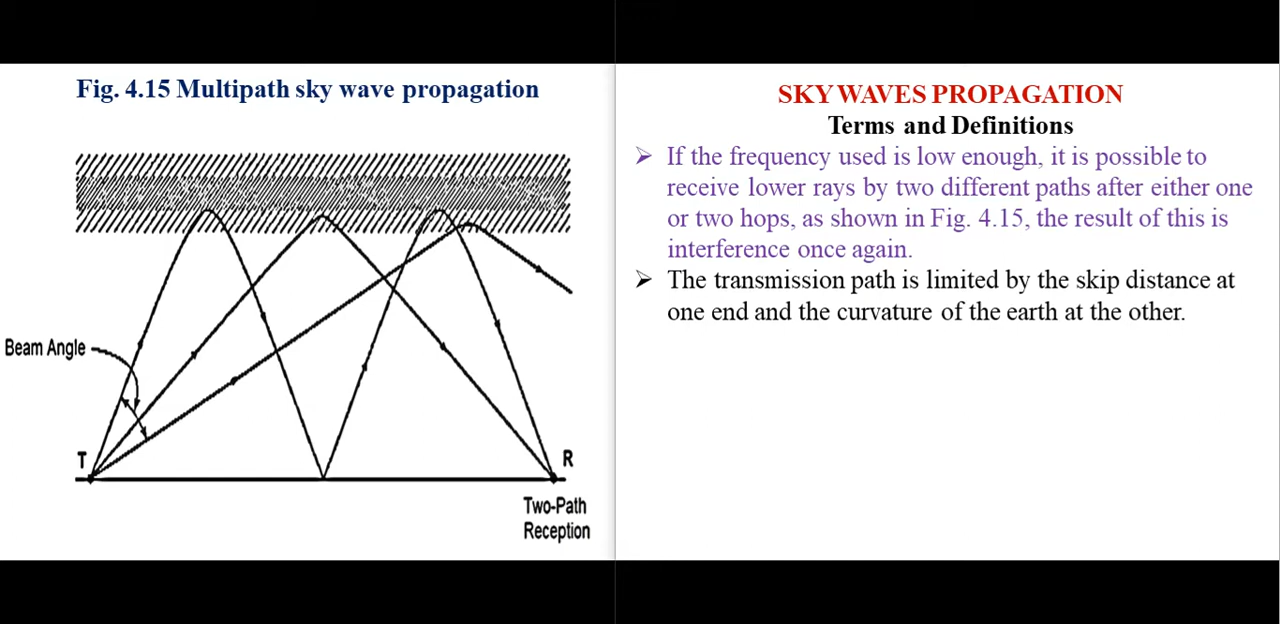 Fig. 4.15 Multipath sky wave propagation
Beam Angle
T
R
Two-Path
Reception
SKY WAVES PROPAGATION
Terms and Definitions
➢ If the frequency used is low enough, it is possible to
receive lower rays by two different paths after either one
or two hops, as shown in Fig. 4.15, the result of this is
interference once again.
➢ The transmission path is limited by the skip distance at
one end and the curvature of the earth at the other.